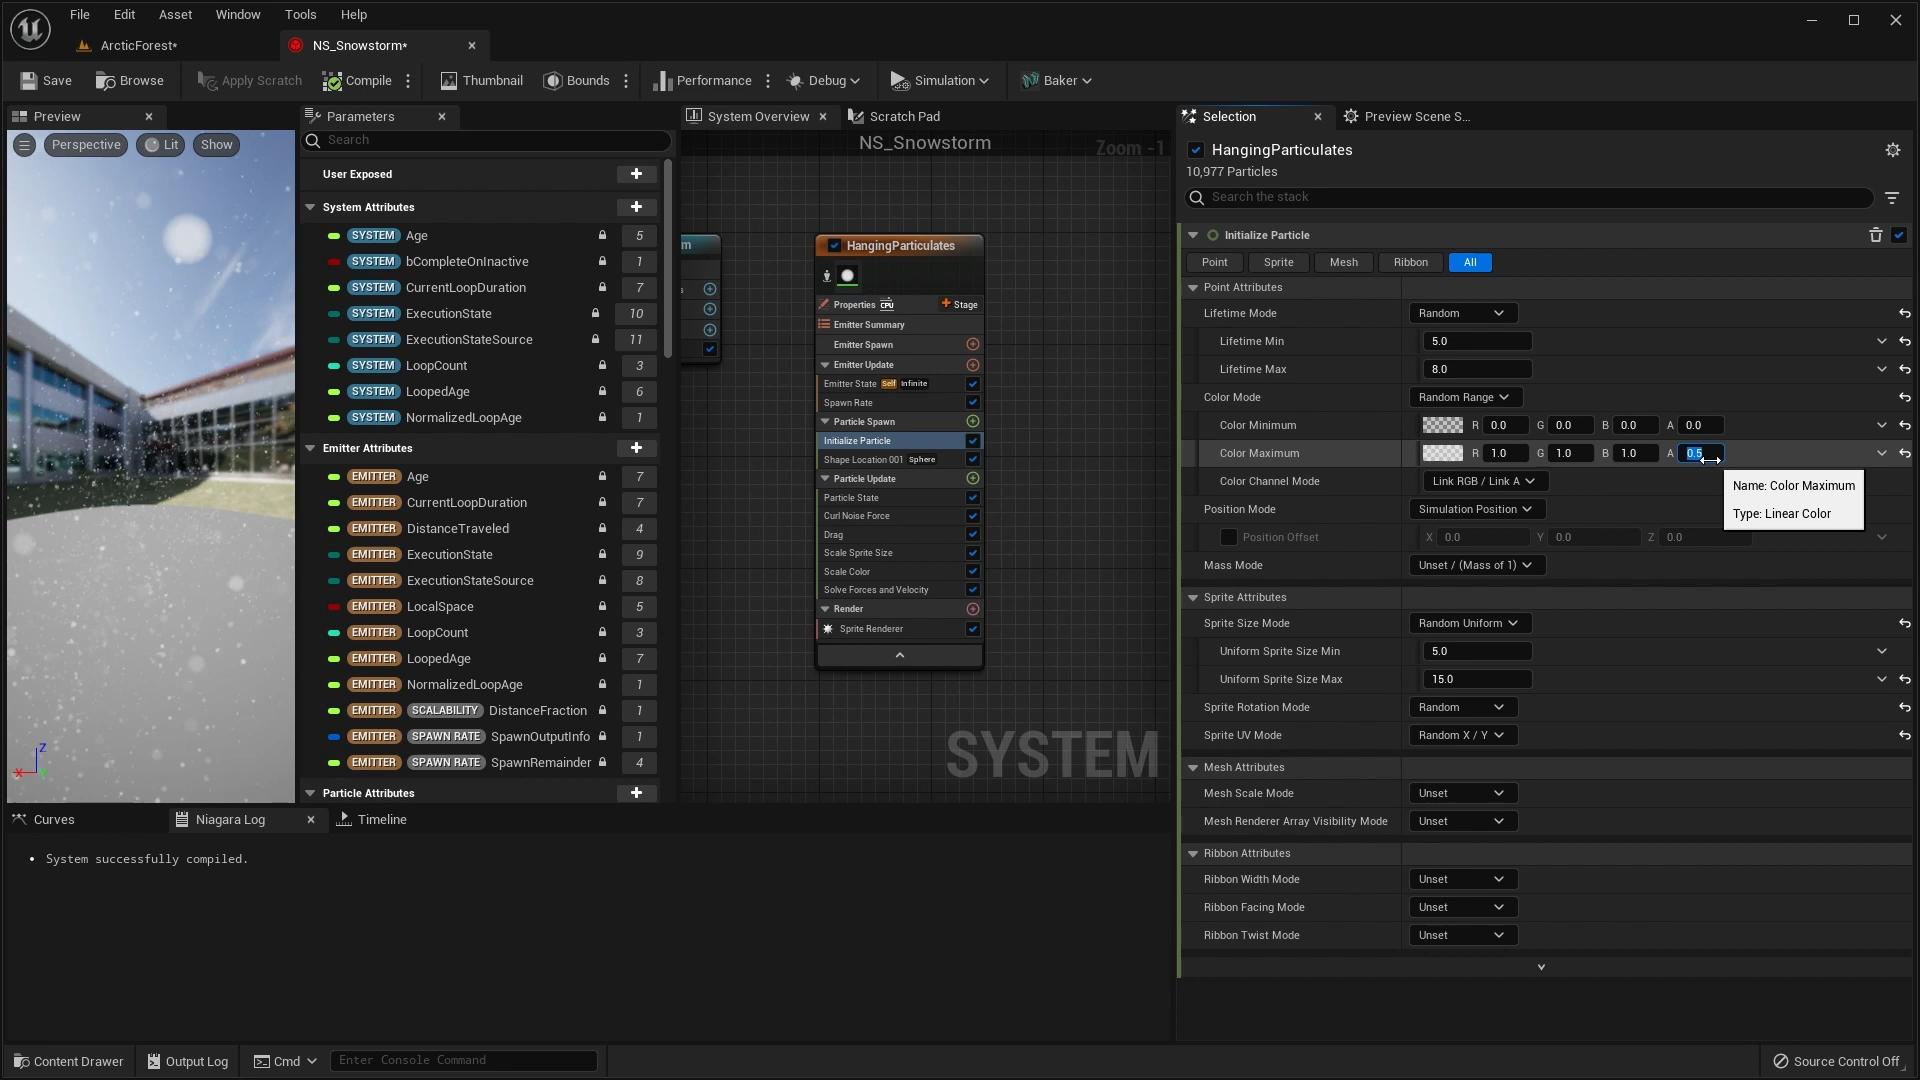 File Edit Asset Window Tools Help
ArcticForest* NS_Snowstorm*
Save Browse Apply Scratch Compile Thumbnail Bounds Performance Debug Simulation Baker
Preview
Perspective Lit Show
Z
X
Y
Parameters
Search
User Exposed
System Attributes
SYSTEM Age 5
SYSTEM bCompleteOnInactive 1
SYSTEM CurrentLoopDuration 7
SYSTEM ExecutionState 10
SYSTEM ExecutionStateSource 11
SYSTEM LoopCount 3
SYSTEM LoopedAge 6
SYSTEM NormalizedLoopAge 1
Emitter Attributes
EMITTER Age 7
EMITTER CurrentLoopDuration 7
EMITTER DistanceTraveled 4
EMITTER ExecutionState 9
EMITTER ExecutionStateSource 8
EMITTER LocalSpace 5
EMITTER LoopCount 3
EMITTER LoopedAge 7
EMITTER NormalizedLoopAge 1
EMITTER SCALABILITY DistanceFraction 1
EMITTER SPAWN RATE SpawnOutputInfo 1
EMITTER SPAWN RATE SpawnRemainder 4
Particle Attributes
System Overview Scratch Pad
NS_Snowstorm Zoom -1
m
s
HangingParticulates
Properties CPU Stage
Emitter Summary
Emitter Spawn
Emitter Update
Emitter State Self Infinite
Spawn Rate
Particle Spawn
Initialize Particle
Shape Location 001 Sphere
Particle Update
Particle State
Curl Noise Force
Drag
Scale Sprite Size
Scale Color
Solve Forces and Velocity
Render
Sprite Renderer
SYSTEM
Selection Preview Scene S...
HangingParticulates
10,977 Particles
Search the stack
Initialize Particle
Point Sprite Mesh Ribbon All
Point Attributes
Lifetime Mode Random
Lifetime Min 5.0
Lifetime Max 8.0
Color Mode Random Range
Color Minimum R 0.0 G 0.0 B 0.0 A 0.0
Color Maximum R 1.0 G 1.0 B 1.0 A 0.5
Color Channel Mode Link RGB / Link A
Name: Color Maximum
Type: Linear Color
Position Mode Simulation Position
Position Offset X 0.0 Y 0.0 Z 0.0
Mass Mode Unset / (Mass of 1)
Sprite Attributes
Sprite Size Mode Random Uniform
Uniform Sprite Size Min 5.0
Uniform Sprite Size Max 15.0
Sprite Rotation Mode Random
Sprite UV Mode Random X / Y
Mesh Attributes
Mesh Scale Mode Unset
Mesh Renderer Array Visibility Mode Unset
Ribbon Attributes
Ribbon Width Mode Unset
Ribbon Facing Mode Unset
Ribbon Twist Mode Unset
Curves Niagara Log Timeline
• System successfully compiled.
Content Drawer Output Log Cmd Enter Console Command Source Control Off